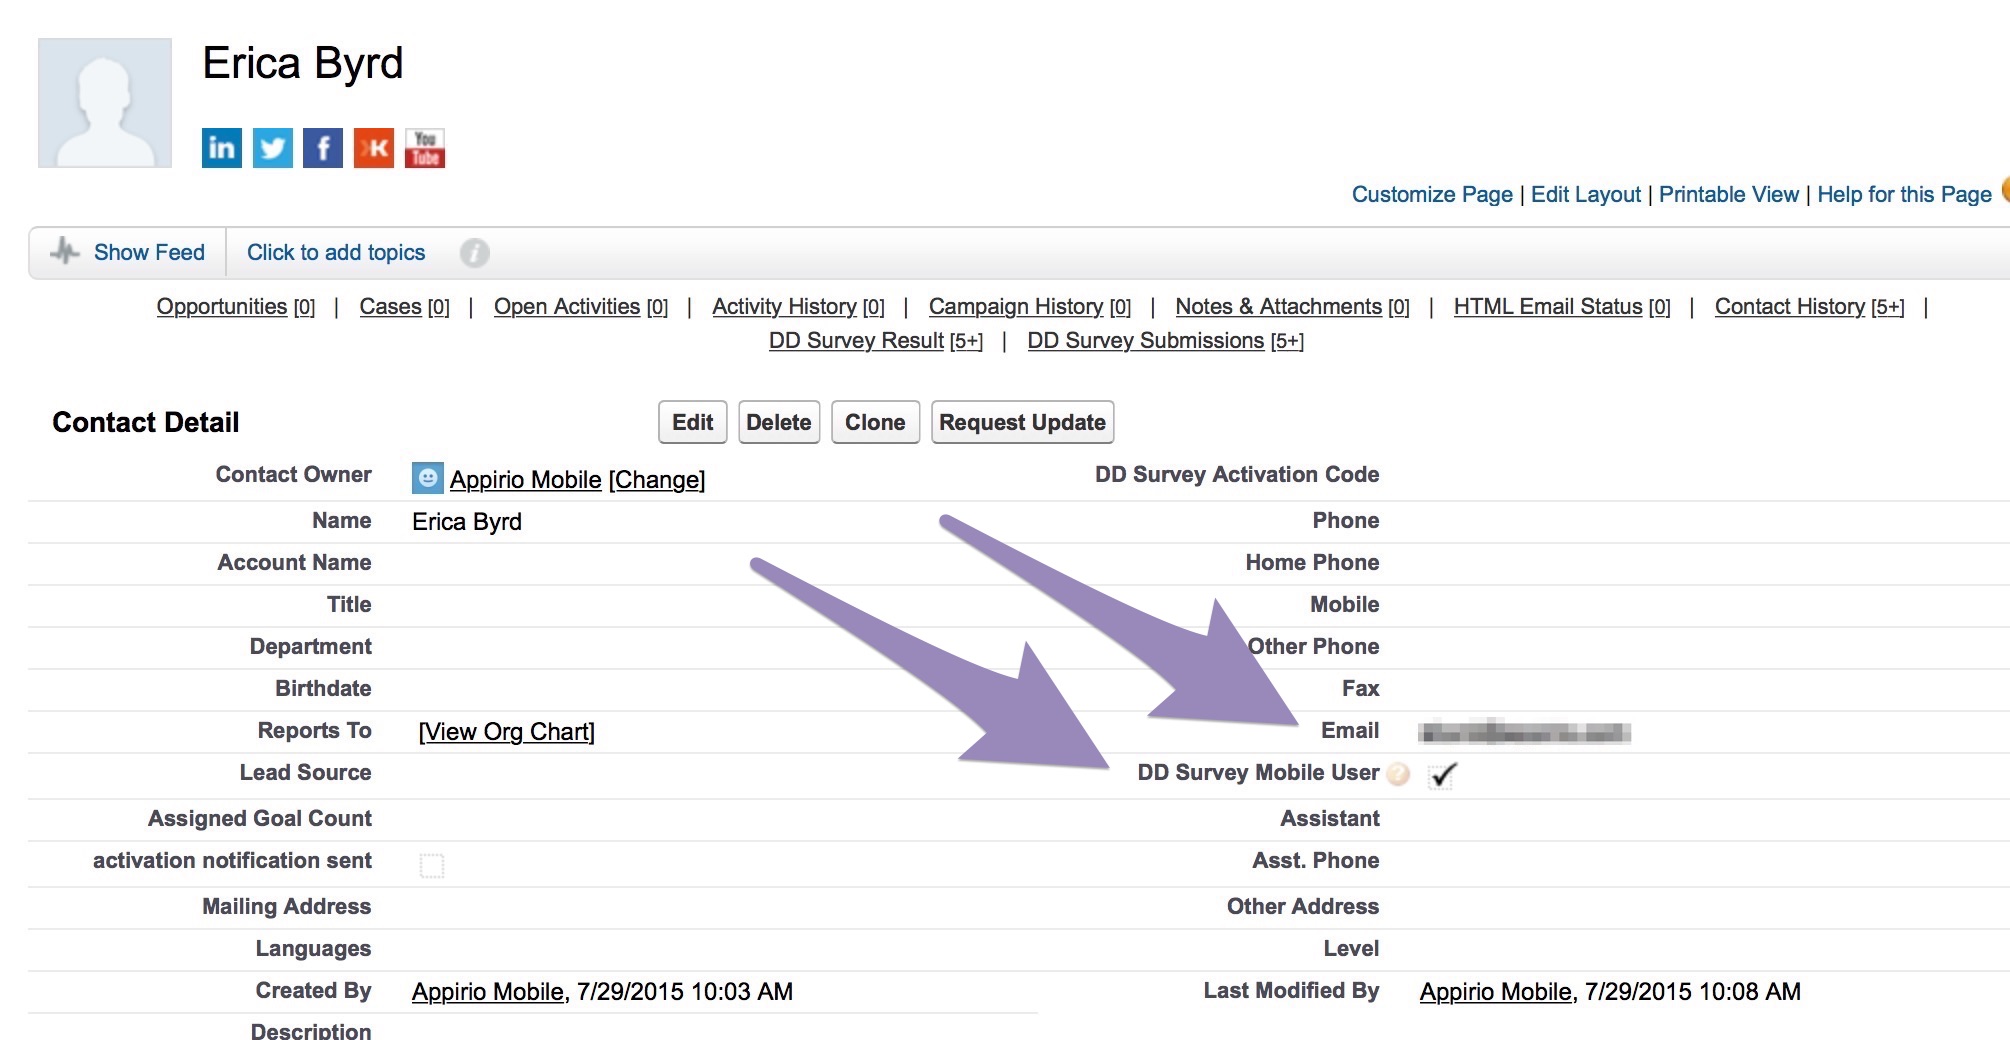 Erica Byrd
in f K You Tube
Customize Page | Edit Layout | Printable View | Help for this Page
Show Feed Click to add topics i
Opportunities [0] | Cases [0] | Open Activities [0] | Activity History [0] | Campaign History [0] | Notes & Attachments [0] | HTML Email Status [0] | Contact History [5+] |
DD Survey Result [5+] | DD Survey Submissions [5+]
Contact Detail Edit Delete Clone Request Update
Contact Owner Appirio Mobile [Change] DD Survey Activation Code
Name Erica Byrd Phone
Account Name Home Phone
Title Mobile
Department Other Phone
Birthdate Fax
Reports To [View Org Chart] Email
Lead Source DD Survey Mobile User ?
Assigned Goal Count Assistant
activation notification sent Asst. Phone
Mailing Address Other Address
Languages Level
Created By Appirio Mobile, 7/29/2015 10:03 AM Last Modified By Appirio Mobile, 7/29/2015 10:08 AM
Description